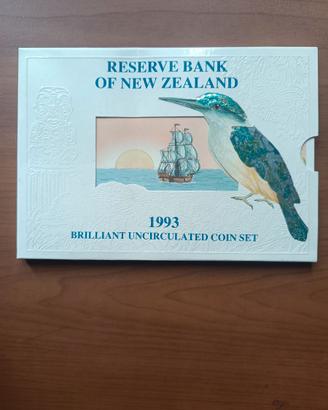 RESERVE BANK
OF NEW ZEALAND
1993
BRILLIANT UNCIRCULATED COIN SET